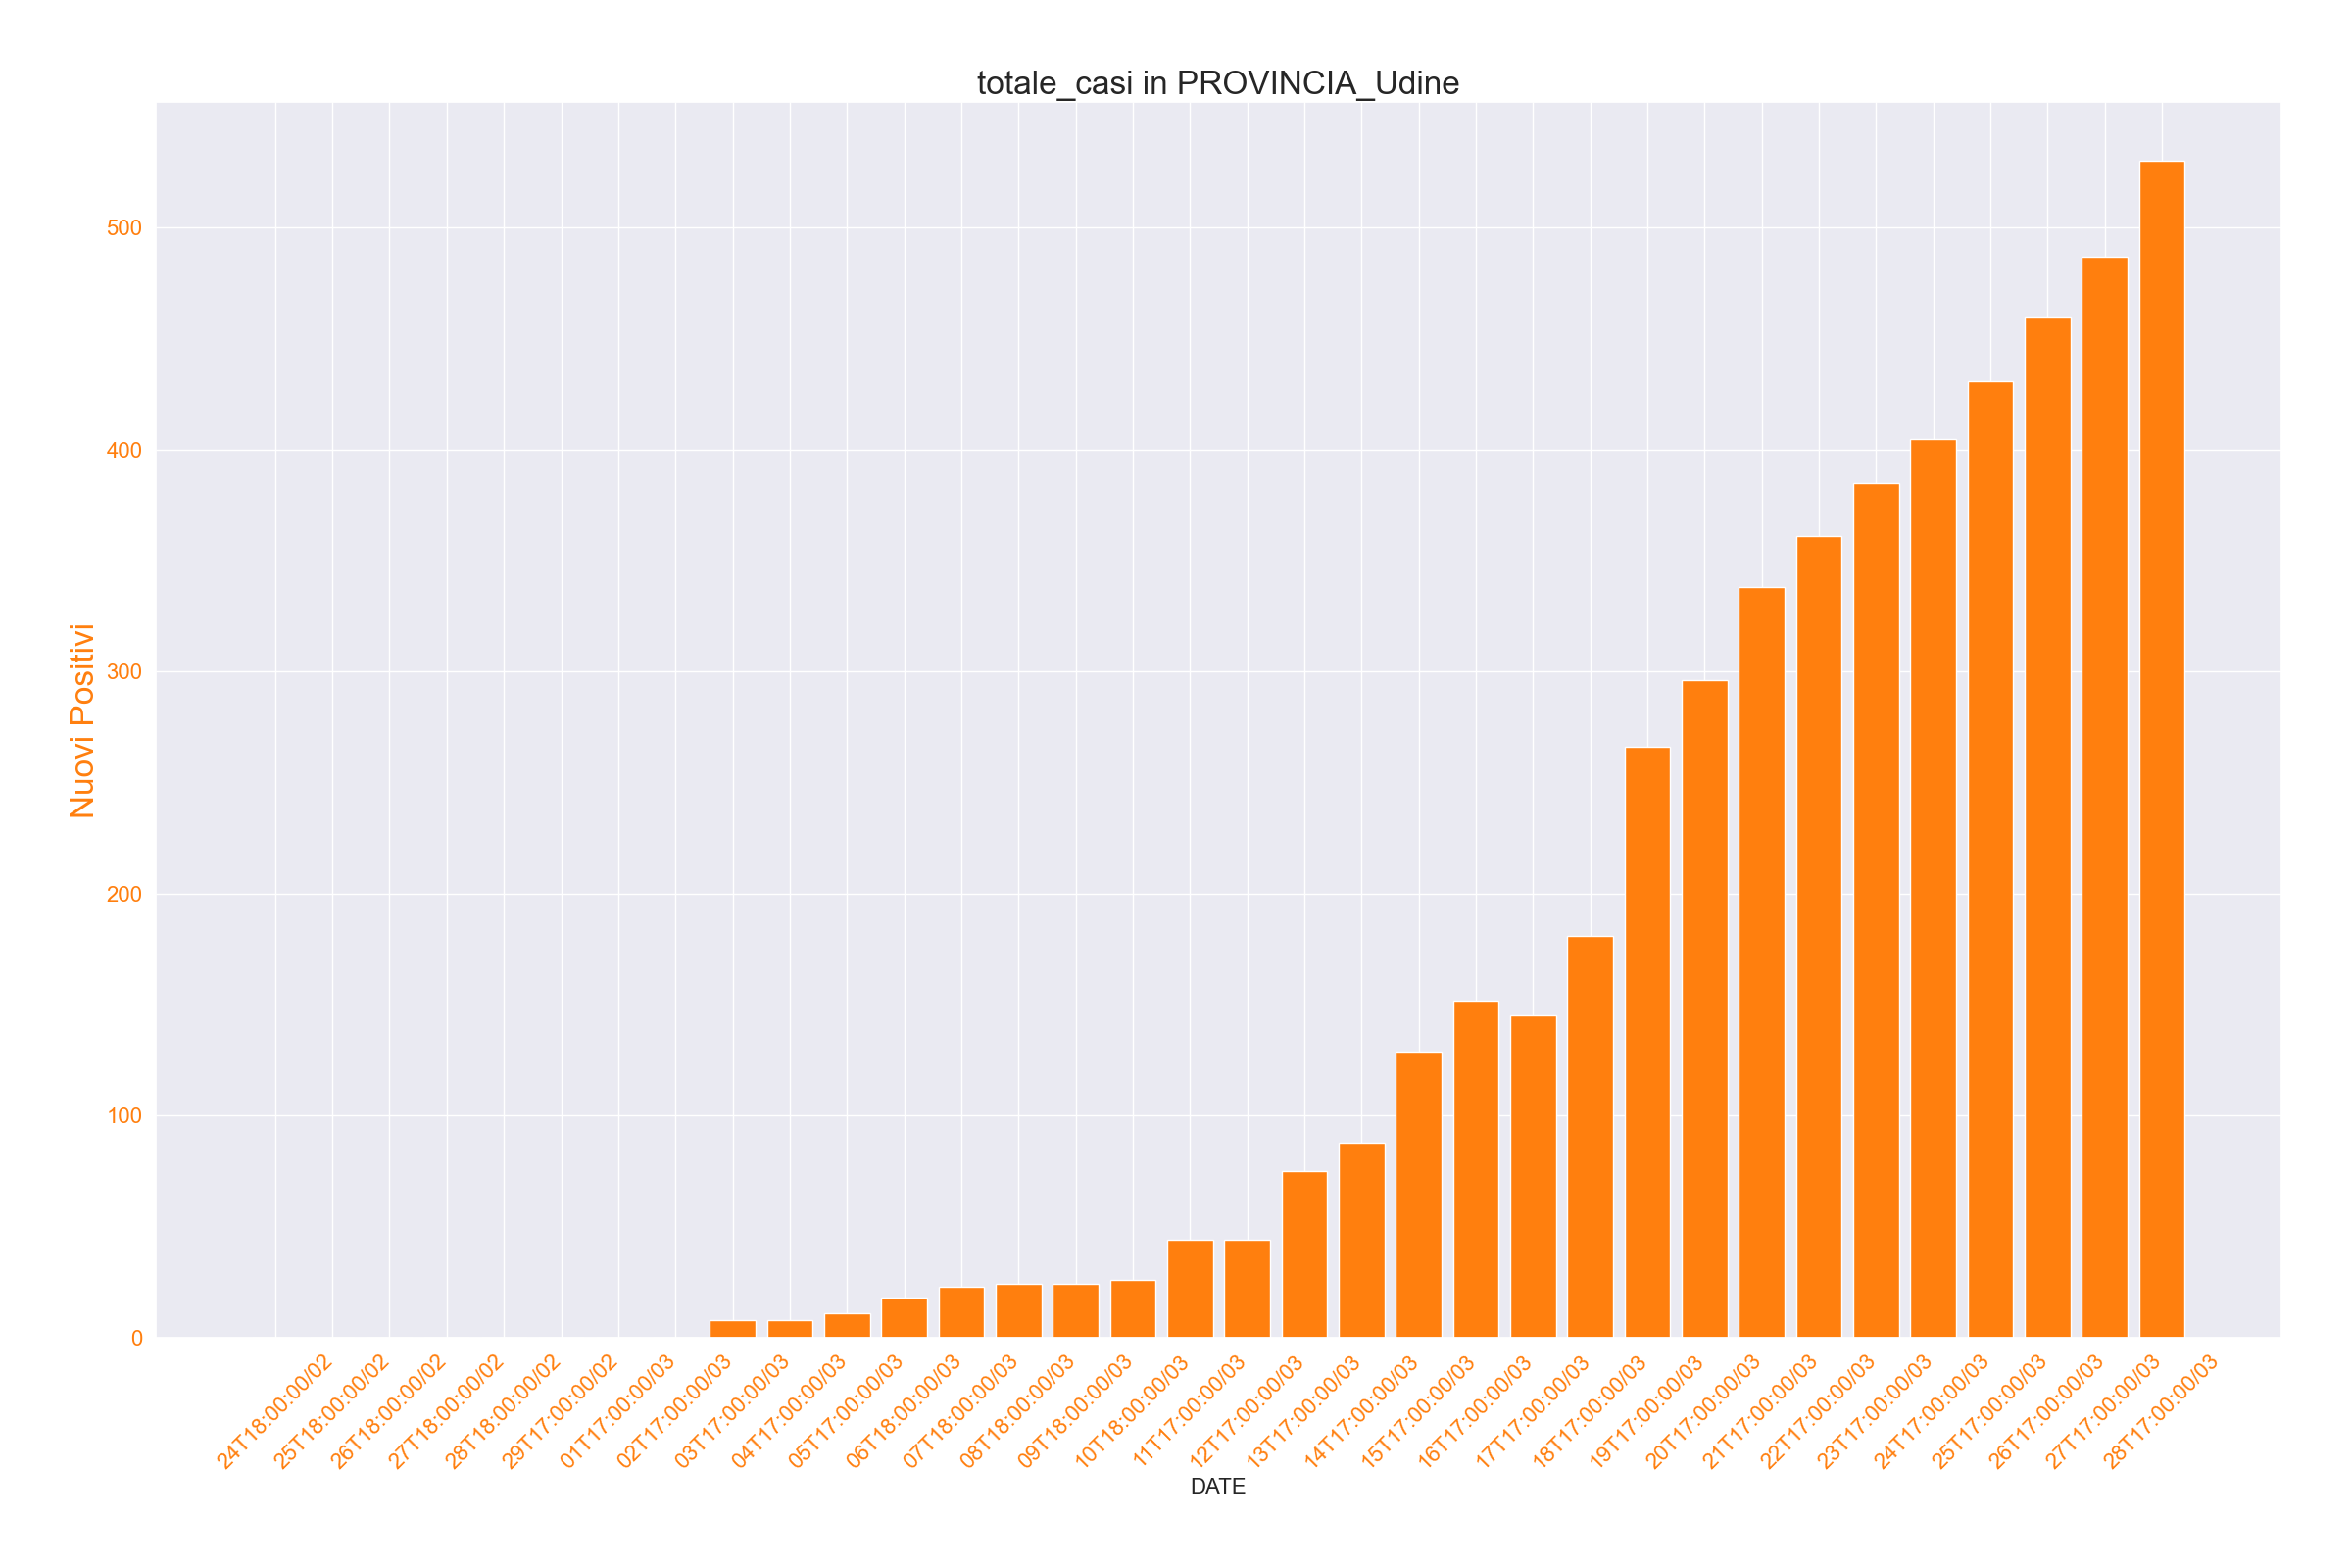 totale_casi in PROVINCIA_Udine
Nuovi Positivi
500
400
300
200
100
0
24T18:00:00/02
25T18:00:00/02
26T18:00:00/02
27T18:00:00/02
28T18:00:00/02
29T17:00:00/02
01T17:00:00/03
02T17:00:00/03
03T17:00:00/03
04T17:00:00/03
05T17:00:00/03
06T18:00:00/03
07T18:00:00/03
08T18:00:00/03
09T18:00:00/03
10T18:00:00/03
11T17:00:00/03
12T17:00:00/03
13T17:00:00/03
14T17:00:00/03
15T17:00:00/03
16T17:00:00/03
17T17:00:00/03
18T17:00:00/03
19T17:00:00/03
20T17:00:00/03
21T17:00:00/03
22T17:00:00/03
23T17:00:00/03
24T17:00:00/03
25T17:00:00/03
26T17:00:00/03
27T17:00:00/03
28T17:00:00/03
DATE